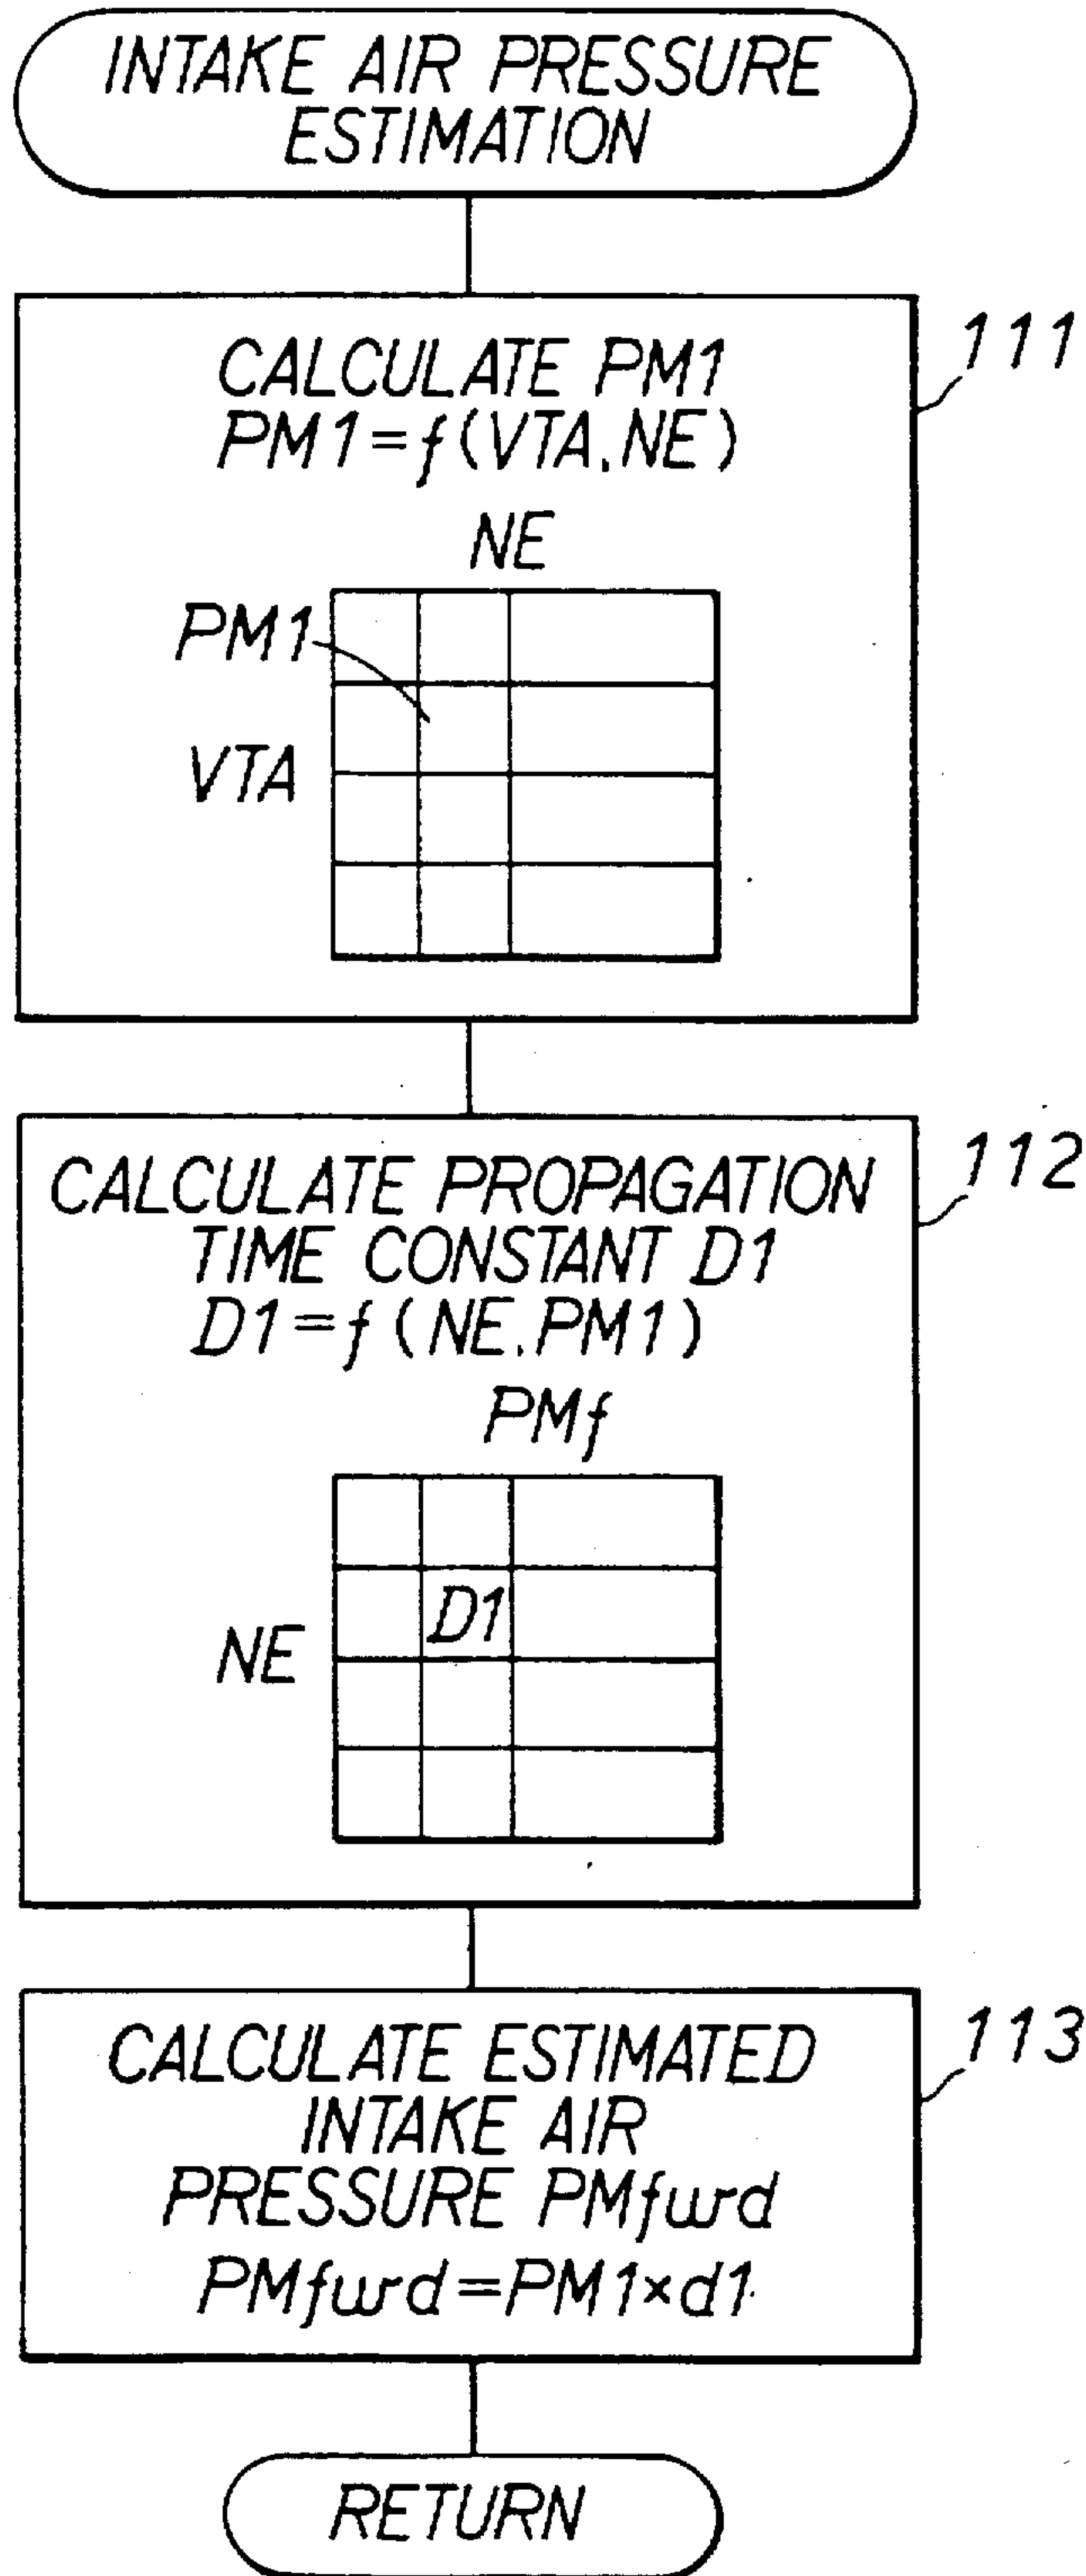 INTAKE AIR PRESSURE
ESTIMATION
111
CALCULATE PM1
PM1=f(VTA.NE)
NE
PM1
VTA
112
CALCULATE PROPAGATION
TIME CONSTANT D1
D1=f(NE.PM1)
PMf
D1
NE
113
CALCULATE ESTIMATED
INTAKE AIR
PRESSURE PMfwd
PMfwd=PM1×d1
RETURN